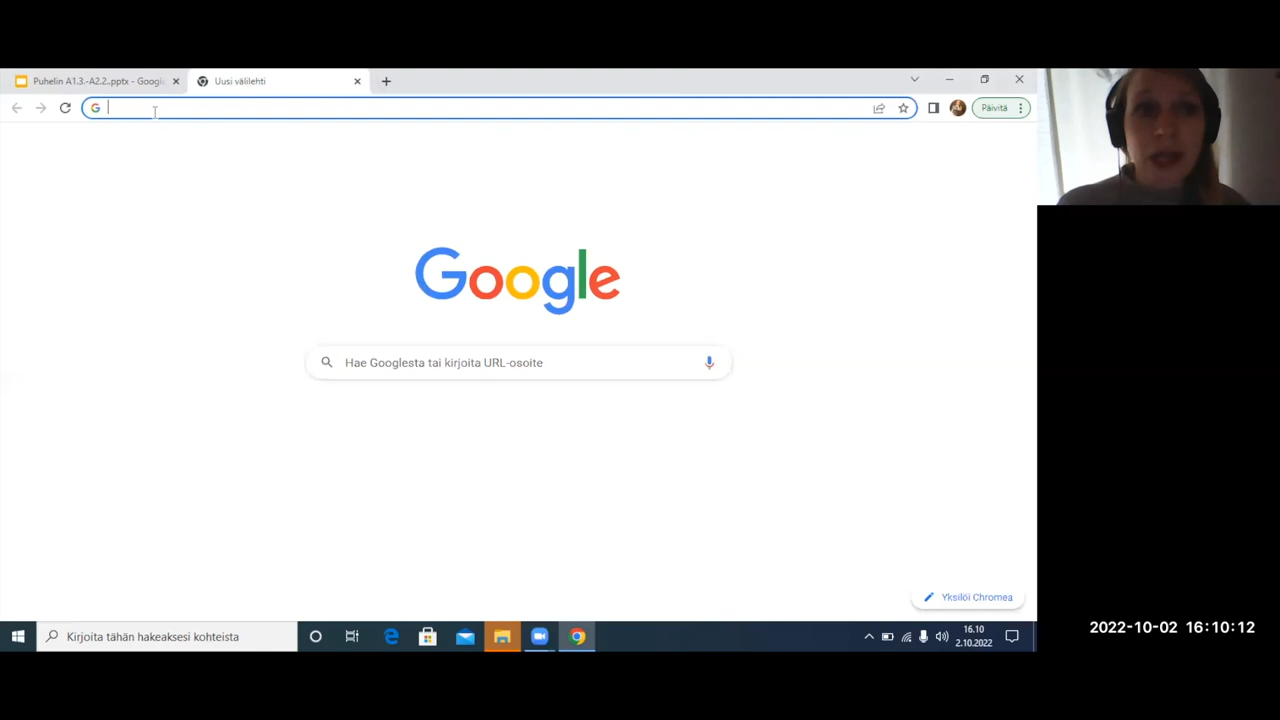 Puhelin A1.3.-A2.2..pptx - Google
Uusi välilehti
Päivitä
Google
Hae Googlesta tai kirjoita URL-osoite
Yksilöi Chromea
Kirjoita tähän hakeaksesi kohteista
16.10
2.10.2022
2022-10-02 16:10:12